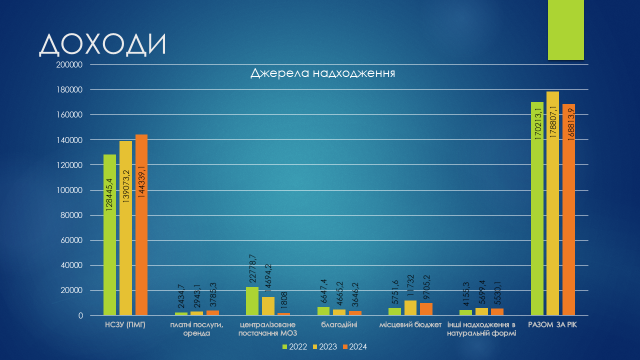 ДОХОДИ
Джерела надходження
200000
180000
160000
140000
120000
100000
80000
60000
40000
20000
0
128445,4
139073,2
144339,1
2434,7
2943,1
3785,3
22778,7
14694,2
1808
6647,4
4665,2
3646,2
5751,6
11732
9705,2
4155,3
5699,4
5530,1
170213,1
178807,1
168813,9
НСЗУ (ПМГ)
платні послуги,
оренда
централізоване
постачання МОЗ
благодійні
місцевий бюджет
інші надходження в
натуральній формі
РАЗОМ ЗА РІК
2022
2023
2024